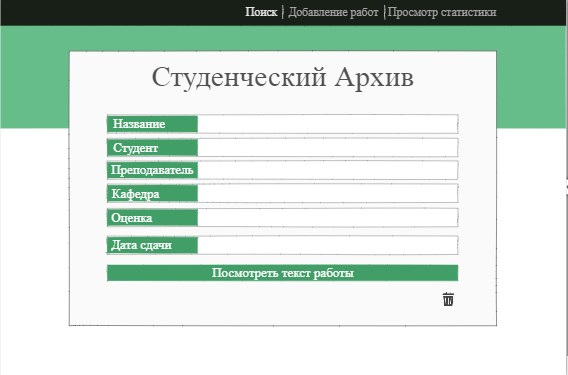 Поиск | Добавление работ | Просмотр статистики
Студенческий Архив
Название
Студент
Преподаватель
Кафедра
Оценка
Дата сдачи
Посмотреть текст работы